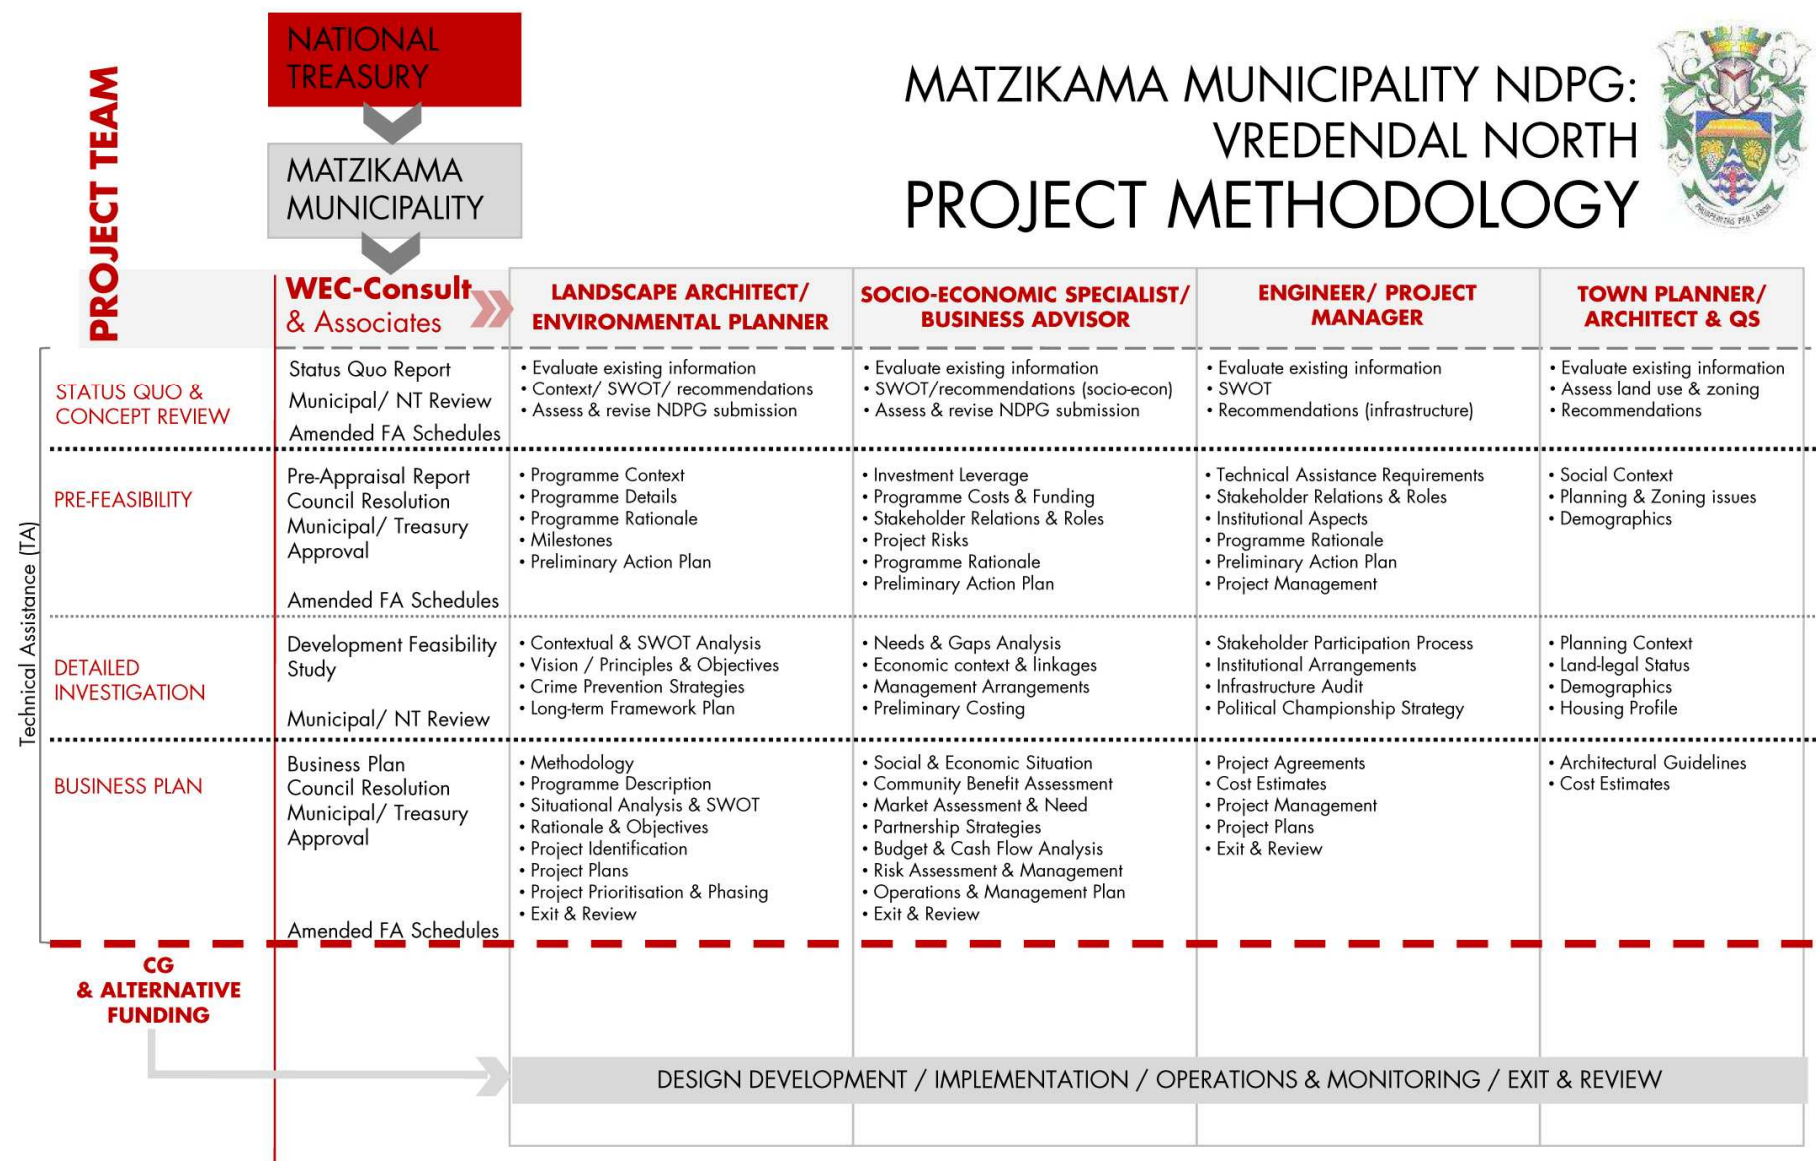 NATIONAL
TREASURY
MATZIKAMA
MUNICIPALITY
MATZIKAMA MUNICIPALITY NDPG:
VREDENDAL NORTH
PROJECT METHODOLOGY
PROSPERITAS PER LABOR
PROJECT TEAM
WEC-Consult
& Associates
LANDSCAPE ARCHITECT/
ENVIRONMENTAL PLANNER
SOCIO-ECONOMIC SPECIALIST/
BUSINESS ADVISOR
ENGINEER/ PROJECT
MANAGER
TOWN PLANNER/
ARCHITECT & QS
Technical Assistance (TA)
STATUS QUO &
CONCEPT REVIEW
Status Quo Report
Municipal/ NT Review
Amended FA Schedules
• Evaluate existing information
• Context/ SWOT/ recommendations
• Assess & revise NDPG submission
• Evaluate existing information
• SWOT/recommendations (socio-econ)
• Assess & revise NDPG submission
• Evaluate existing information
• SWOT
• Recommendations (infrastructure)
• Evaluate existing information
• Assess land use & zoning
• Recommendations
PRE-FEASIBILITY
Pre-Appraisal Report
Council Resolution
Municipal/ Treasury
Approval
Amended FA Schedules
• Programme Context
• Programme Details
• Programme Rationale
• Milestones
• Preliminary Action Plan
• Investment Leverage
• Programme Costs & Funding
• Stakeholder Relations & Roles
• Project Risks
• Programme Rationale
• Preliminary Action Plan
• Technical Assistance Requirements
• Stakeholder Relations & Roles
• Institutional Aspects
• Programme Rationale
• Preliminary Action Plan
• Project Management
• Social Context
• Planning & Zoning issues
• Demographics
DETAILED
INVESTIGATION
Development Feasibility
Study
Municipal/ NT Review
• Contextual & SWOT Analysis
• Vision / Principles & Objectives
• Crime Prevention Strategies
• Long-term Framework Plan
• Needs & Gaps Analysis
• Economic context & linkages
• Management Arrangements
• Preliminary Costing
• Stakeholder Participation Process
• Institutional Arrangements
• Infrastructure Audit
• Political Championship Strategy
• Planning Context
• Land-legal Status
• Demographics
• Housing Profile
BUSINESS PLAN
Business Plan
Council Resolution
Municipal/ Treasury
Approval
Amended FA Schedules
• Methodology
• Programme Description
• Situational Analysis & SWOT
• Rationale & Objectives
• Project Identification
• Project Plans
• Project Prioritisation & Phasing
• Exit & Review
• Social & Economic Situation
• Community Benefit Assessment
• Market Assessment & Need
• Partnership Strategies
• Budget & Cash Flow Analysis
• Risk Assessment & Management
• Operations & Management Plan
• Exit & Review
• Project Agreements
• Cost Estimates
• Project Management
• Project Plans
• Exit & Review
• Architectural Guidelines
• Cost Estimates
CG
& ALTERNATIVE
FUNDING
DESIGN DEVELOPMENT / IMPLEMENTATION / OPERATIONS & MONITORING / EXIT & REVIEW